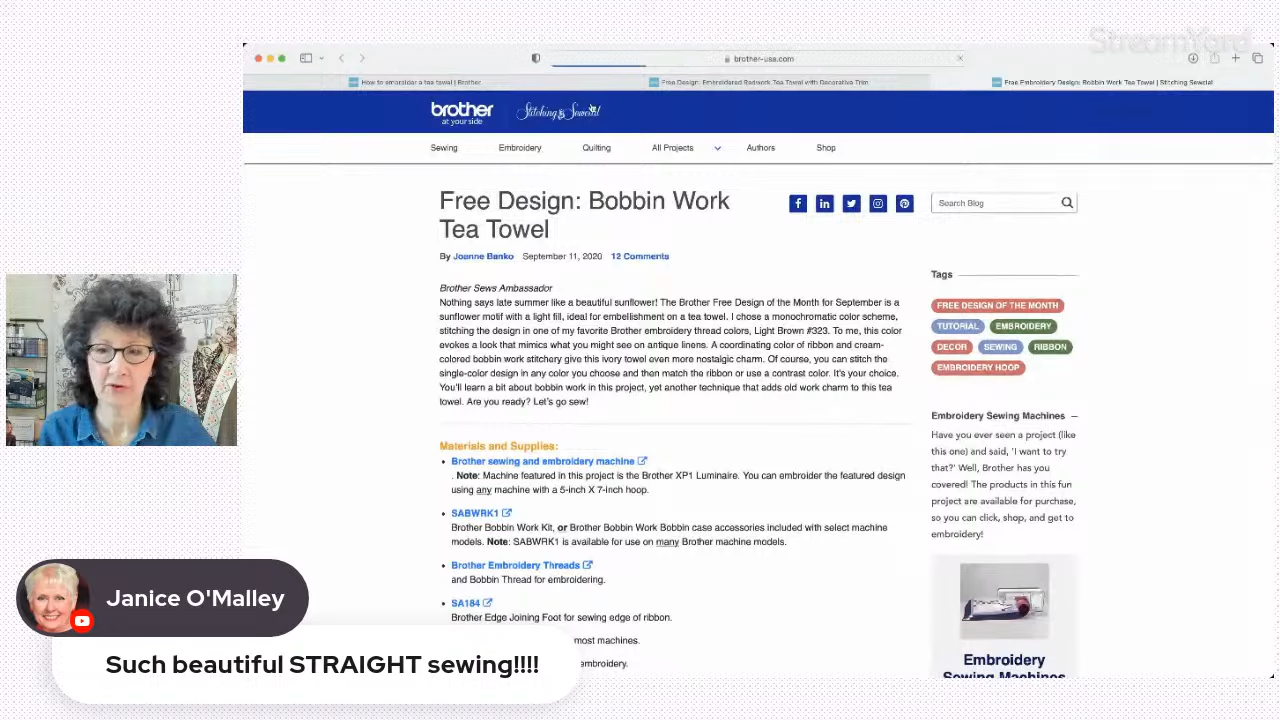 StreamYard
brother-usa.com
How to embroider a tea towel | Brother
Free Design: Embroidered Redwork Tea Towel with Decorative Trim
Free Embroidery Design: Bobbin Work Tea Towel | Stitching Sewcial
brother
at your side
Stitching Sewcial
Sewing
Embroidery
Quilting
All Projects
Authors
Shop
Free Design: Bobbin Work
Tea Towel
Search Blog
By Joanne Banko September 11, 2020 12 Comments
Brother Sews Ambassador
Nothing says late summer like a beautiful sunflower! The Brother Free Design of the Month for September is a
sunflower motif with a light fill, ideal for embellishment on a tea towel. I chose a monochromatic color scheme,
stitching the design in one of my favorite Brother embroidery thread colors, Light Brown #323. To me, this color
evokes a look that mimics what you might see on antique linens. A coordinating color of ribbon and cream-
colored bobbin work stitchery give this ivory towel even more nostalgic charm. Of course, you can stitch the
single-color design in any color you choose and then match the ribbon or use a contrast color. It's your choice.
You'll learn a bit about bobbin work in this project, yet another technique that adds old work charm to this tea
towel. Are you ready? Let's go sew!
Materials and Supplies:
Brother sewing and embroidery machine
. Note: Machine featured in this project is the Brother XP1 Luminaire. You can embroider the featured design
using any machine with a 5-inch X 7-inch hoop.
SABWRK1
Brother Bobbin Work Kit, or Brother Bobbin Work Bobbin case accessories included with select machine
models. Note: SABWRK1 is available for use on many Brother machine models.
Brother Embroidery Threads
and Bobbin Thread for embroidering.
SA184
Brother Edge Joining Foot for sewing edge of ribbon.
most machines.
embroidery.
Tags
FREE DESIGN OF THE MONTH
TUTORIAL EMBROIDERY
DECOR SEWING RIBBON
EMBROIDERY HOOP
Embroidery Sewing Machines
Have you ever seen a project (like
this one) and said, 'I want to try
that?' Well, Brother has you
covered! The products in this fun
project are available for purchase,
so you can click, shop, and get to
embroidery!
Embroidery
Sewing Machines
Janice O'Malley
Such beautiful STRAIGHT sewing!!!!